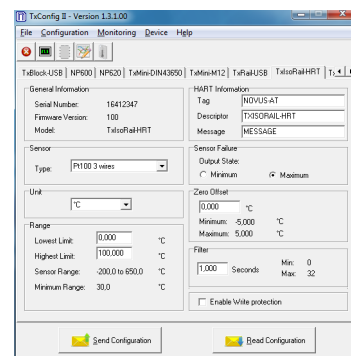 TxConfig II - Version 1.3.1.00
File Configuration Monitoring Device Help
TxBlock-USB NP600 NP620 TxMini-DIN43650 TxMini-M12 TxRail-USB TxIsoRail-HRT
General Information
Serial Number: 16412347
Firmware Version: 100
Model: TxIsoRail-HRT
HART Information
Tag NOVUS-AT
Descriptor TXISORAIL-HRT
Message MESSAGE
Sensor
Type: Pt100 3 wires
Sensor Failure
Output State:
Minimum Maximum
Unit
°C
Zero Offset
0,000 °C
Minimum: -5,000 °C
Maximum: 5,000 °C
Range
Lowest Limit: 0,000 °C
Highest Limit: 100,000 °C
Sensor Range: -200,0 to 650,0 °C
Minimum Range: 30,0 °C
Filter
1,000 Seconds
Min: 0
Max: 32
Enable Write protection
Send Configuration
Read Configuration